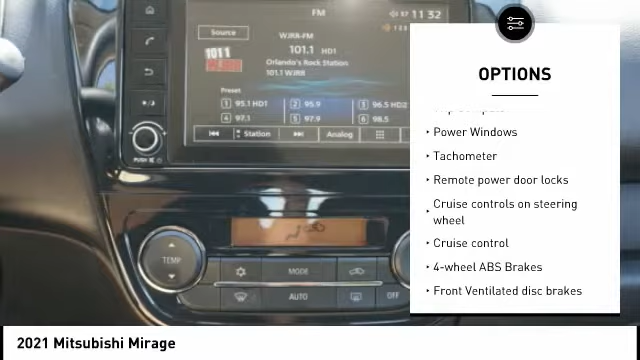 FM
11 32
Source
WJRR-FM
101.1 HD1
1011
Orlando's Rock Station
101.1 WJRR
Preset
1 95.1 HD1 2 95.9 3 96.5 HD2
4 97.1 5 97.9 6 98.5
Station Analog
PUSH
TEMP
MODE
AUTO
OFF
OPTIONS
Power Windows
Tachometer
Remote power door locks
Cruise controls on steering
wheel
Cruise control
4-wheel ABS Brakes
Front Ventilated disc brakes
2021 Mitsubishi Mirage